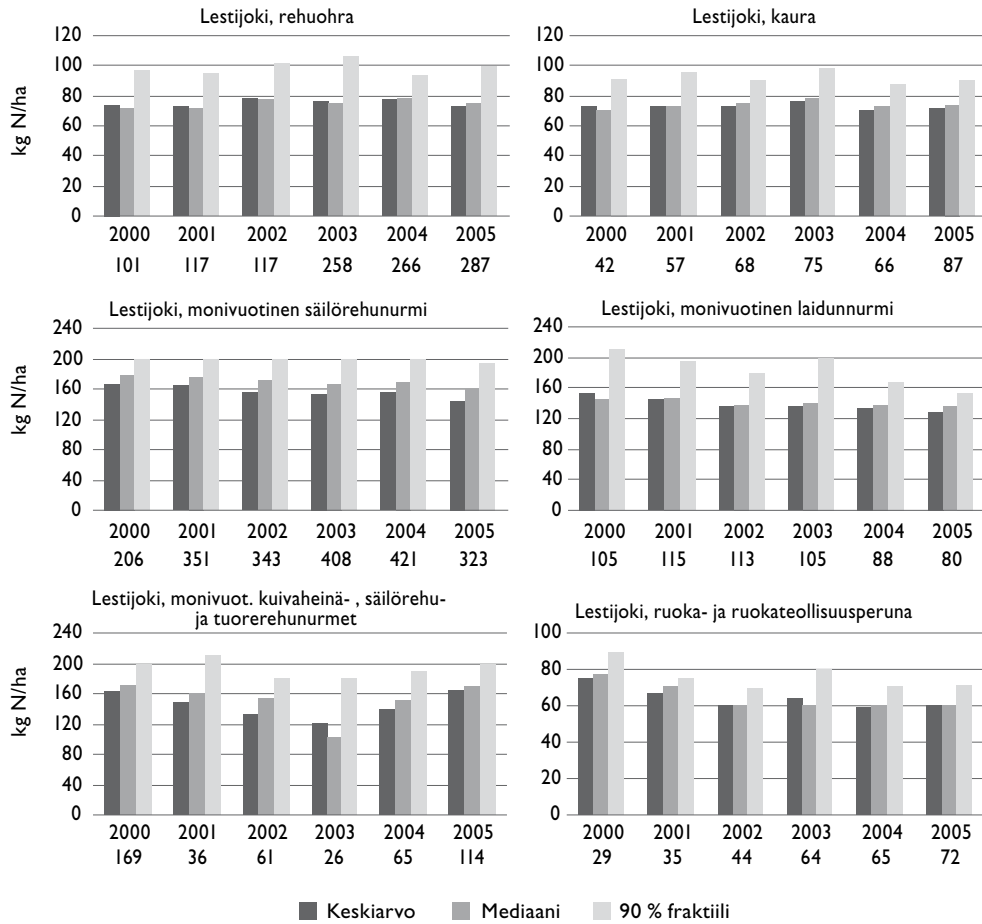 Lestijoki, rehuohra
120
100
80
60
40
20
0
kg N/ha
2000 2001 2002 2003 2004 2005
101 117 117 258 266 287
Lestijoki, kaura
120
100
80
60
40
20
0
2000 2001 2002 2003 2004 2005
42 57 68 75 66 87
Lestijoki, monivuotinen säilörehunurmi
240
200
160
120
80
40
0
kg N/ha
2000 2001 2002 2003 2004 2005
206 351 343 408 421 323
Lestijoki, monivuotinen laidunnurmi
240
200
160
120
80
40
0
2000 2001 2002 2003 2004 2005
105 115 113 105 88 80
Lestijoki, monivuot. kuivaheinä- , säilörehu-
ja tuorerehunurmet
240
200
160
120
80
40
0
kg N/ha
2000 2001 2002 2003 2004 2005
169 36 61 26 65 114
Lestijoki, ruoka- ja ruokateollisuusperuna
100
80
60
40
20
0
2000 2001 2002 2003 2004 2005
29 35 44 64 65 72
Keskiarvo Mediaani 90 % fraktiili